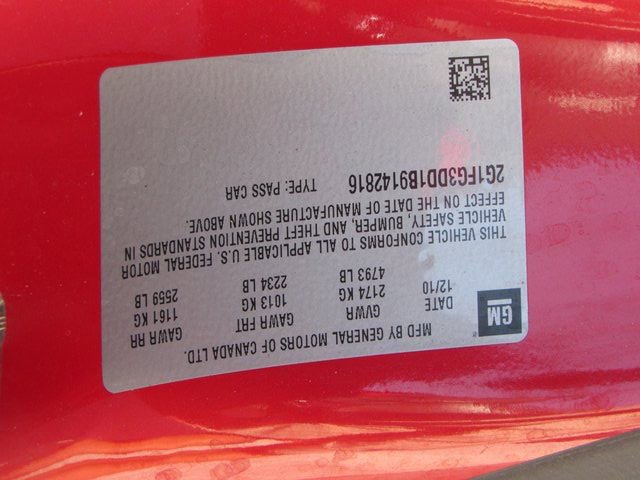 GM
MFD BY GENERAL MOTORS OF CANADA LTD.
DATE GVWR GAWR FRT GAWR RR
12/10 2174 KG 1013 KG 1161 KG
4793 LB 2234 LB 2559 LB
THIS VEHICLE CONFORMS TO ALL APPLICABLE U.S. FEDERAL MOTOR
VEHICLE SAFETY, BUMPER, AND THEFT PREVENTION STANDARDS IN
EFFECT ON THE DATE OF MANUFACTURE SHOWN ABOVE.
2G1FG3DD1B9142816 TYPE: PASS CAR